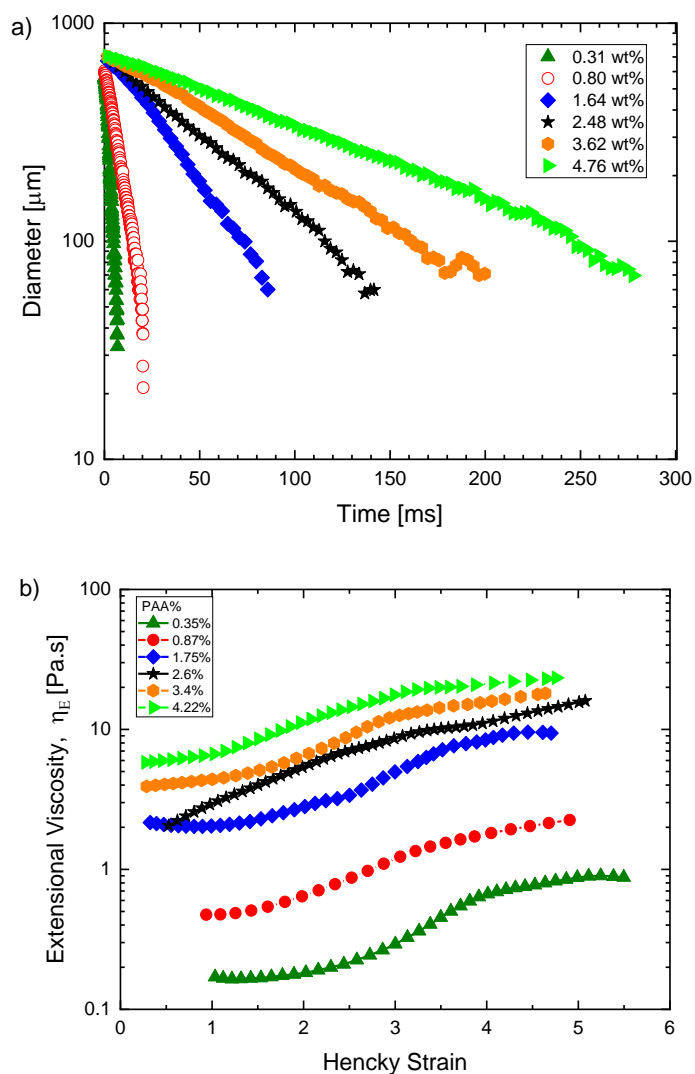 a)
1000
100
10
Diameter [μm]
0.31 wt%
0.80 wt%
1.64 wt%
2.48 wt%
3.62 wt%
4.76 wt%
0 50 100 150 200 250 300
Time [ms]
b)
100
10
1
0.1
Extensional Viscosity, ηE [Pa.s]
PAA%
0.35%
0.87%
1.75%
2.6%
3.4%
4.22%
0 1 2 3 4 5 6
Hencky Strain